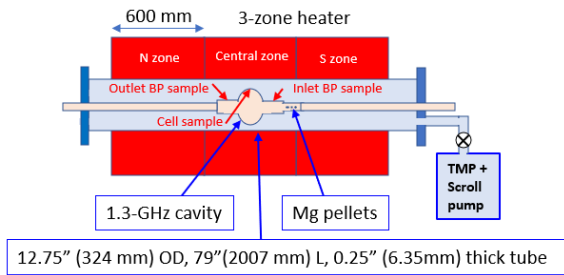 600 mm
3-zone heater
N zone
Central zone
S zone
Outlet BP sample
Inlet BP sample
Cell sample
TMP +
Scroll
pump
1.3-GHz cavity
Mg pellets
12.75” (324 mm) OD, 79”(2007 mm) L, 0.25” (6.35mm) thick tube